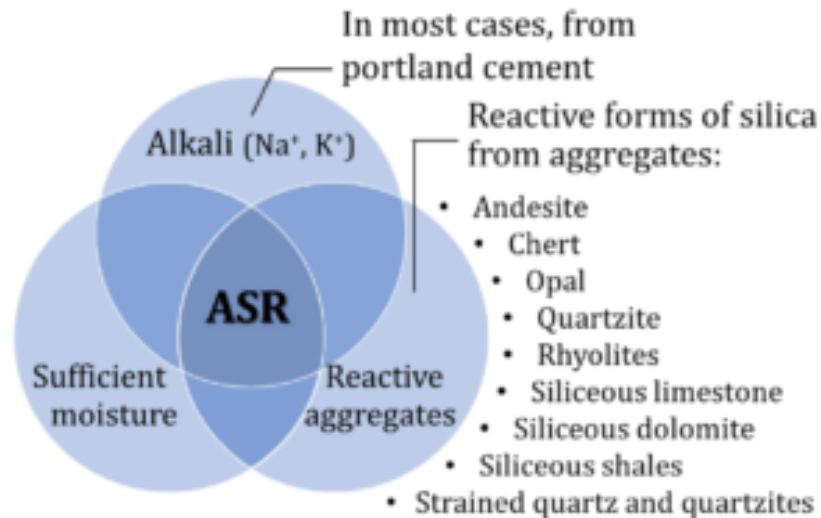 In most cases, from
portland cement
Alkali (Na⁺, K⁺)
Reactive forms of silica
from aggregates:
• Andesite
• Chert
• Opal
• Quartzite
• Rhyolites
• Siliceous limestone
• Siliceous dolomite
• Siliceous shales
• Strained quartz and quartzites
ASR
Sufficient
moisture
Reactive
aggregates